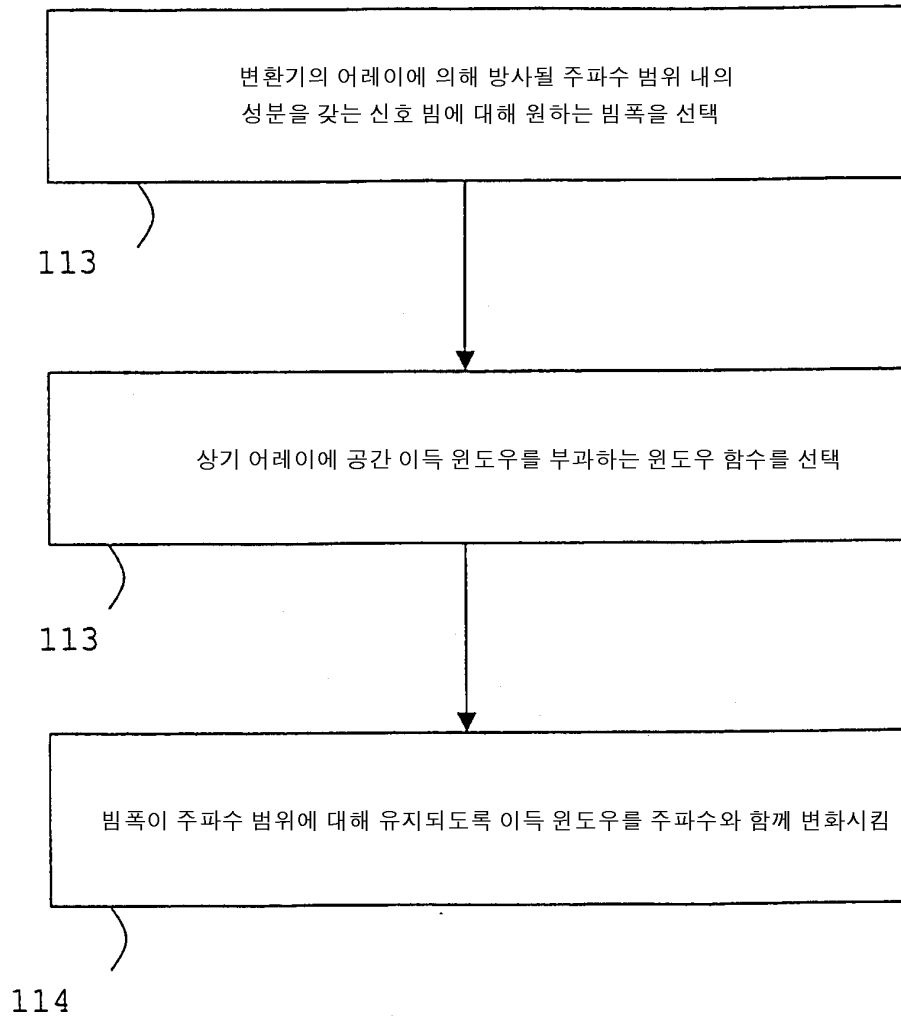 변환기의 어레이에 의해 방사될 주파수 범위 내의
성분을 갖는 신호 빔에 대해 원하는 빔폭을 선택
113
상기 어레이에 공간 이득 윈도우를 부과하는 윈도우 함수를 선택
113
빔폭이 주파수 범위에 대해 유지되도록 이득 윈도우를 주파수와 함께 변화시킴
114